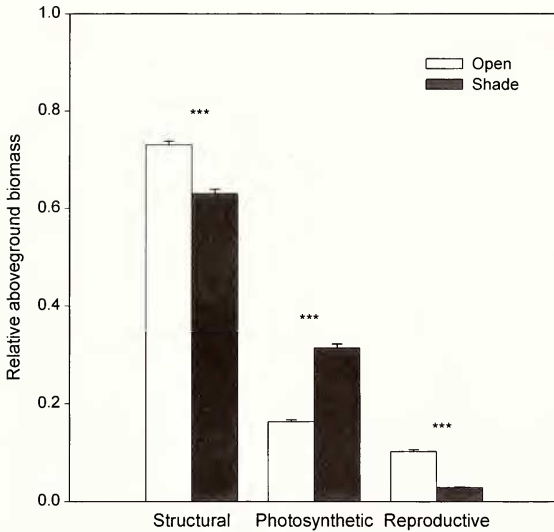 1.0
Open
Shade
0.8
***
Relative aboveground biomass
0.6
0.4
***
0.2
***
0.0
Structural Photosynthetic Reproductive